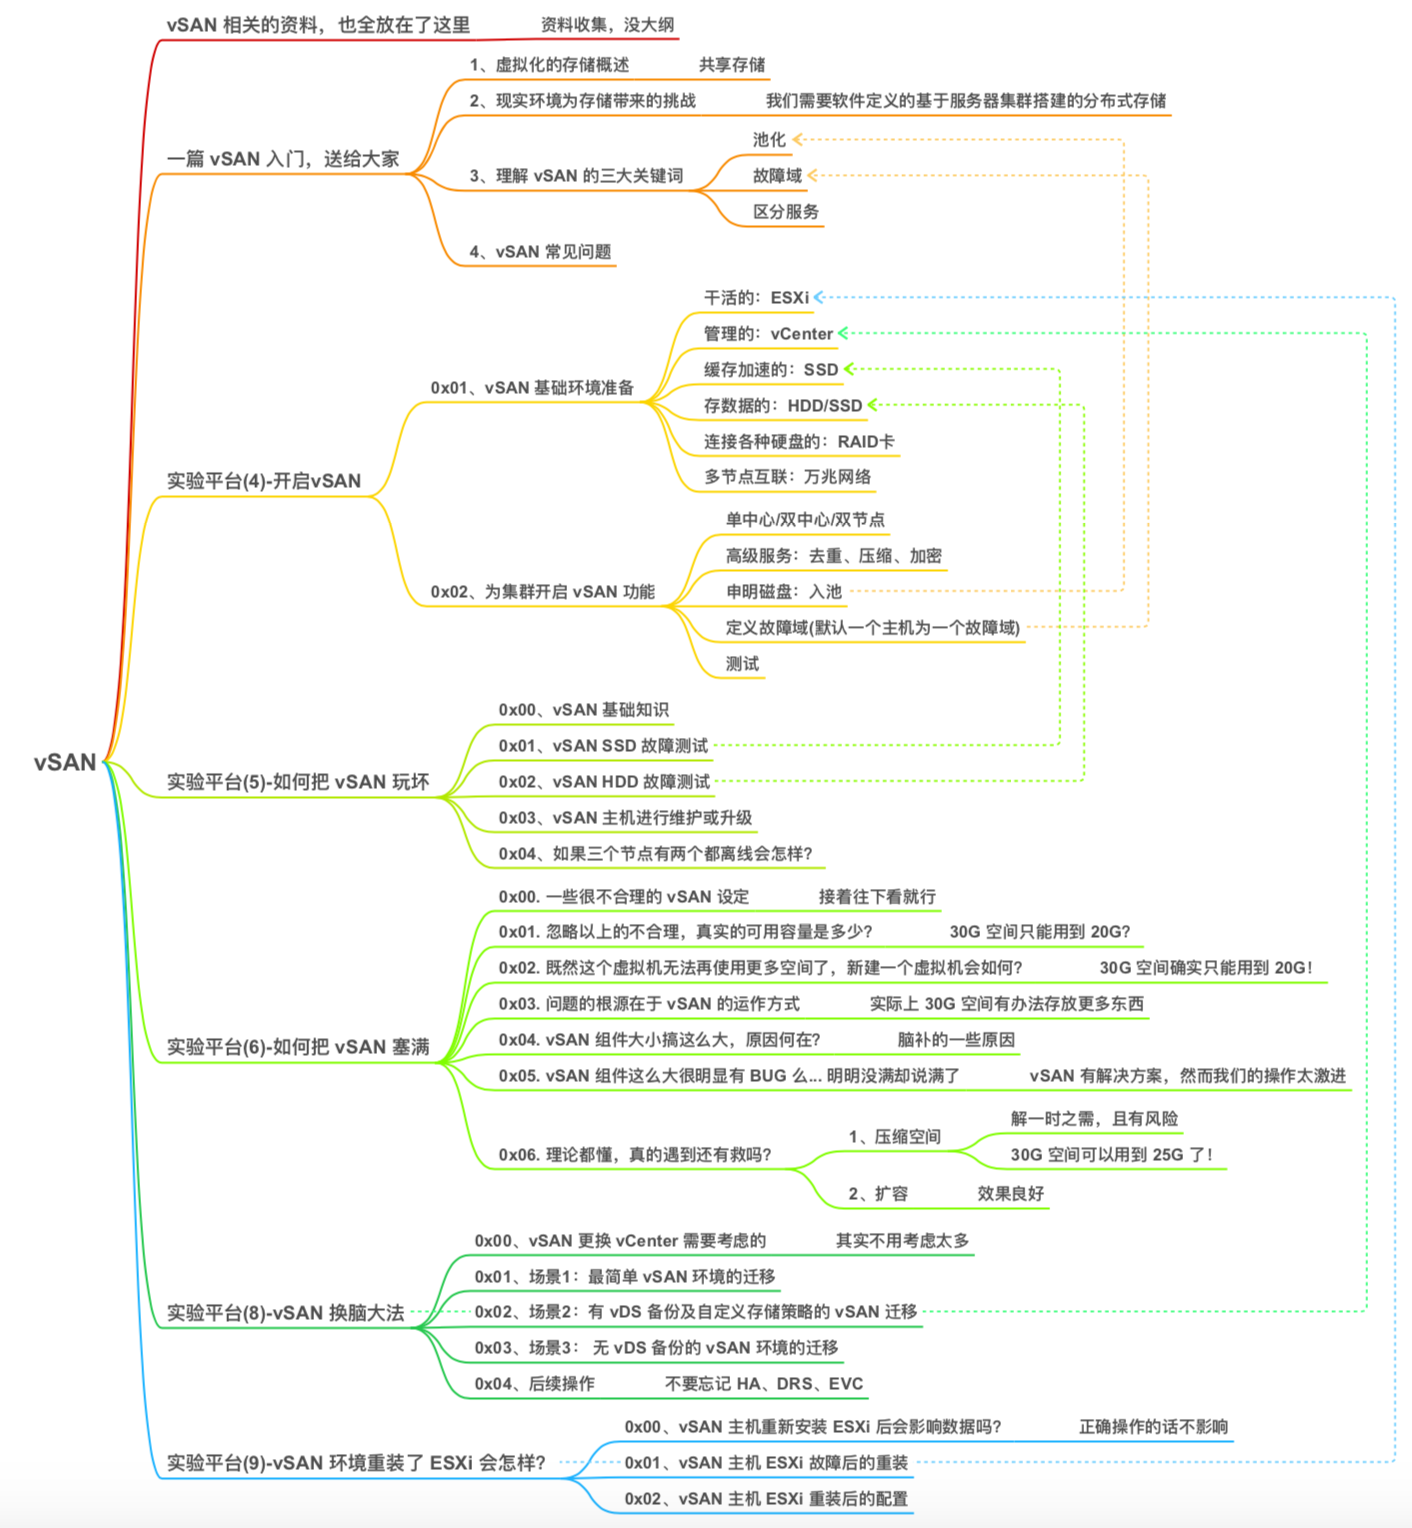 vSAN 相关的资料，也全放在了这里
资料收集，没大纲
1、虚拟化的存储概述
共享存储
2、现实环境为存储带来的挑战
我们需要软件定义的基于服务器集群搭建的分布式存储
一篇 vSAN 入门，送给大家
3、理解 vSAN 的三大关键词
池化
故障域
区分服务
4、vSAN 常见问题
实验平台(4)-开启vSAN
0x01、vSAN 基础环境准备
干活的：ESXi
管理的：vCenter
缓存加速的：SSD
存数据的：HDD/SSD
连接各种硬盘的：RAID卡
多节点互联：万兆网络
0x02、为集群开启 vSAN 功能
单中心/双中心/双节点
高级服务：去重、压缩、加密
申明磁盘：入池
定义故障域(默认一个主机为一个故障域)
测试
vSAN
实验平台(5)-如何把 vSAN 玩坏
0x00、vSAN 基础知识
0x01、vSAN SSD 故障测试
0x02、vSAN HDD 故障测试
0x03、vSAN 主机进行维护或升级
0x04、如果三个节点有两个都离线会怎样？
实验平台(6)-如何把 vSAN 塞满
0x00. 一些很不合理的 vSAN 设定
接着往下看就行
0x01. 忽略以上的不合理，真实的可用容量是多少？
30G 空间只能用到 20G？
0x02. 既然这个虚拟机无法再使用更多空间了，新建一个虚拟机会如何？
30G 空间确实只能用到 20G！
0x03. 问题的根源在于 vSAN 的运作方式
实际上 30G 空间有办法存放更多东西
0x04. vSAN 组件大小搞这么大，原因何在？
脑补的一些原因
0x05. vSAN 组件这么大很明显有 BUG 么... 明明没满却说满了
vSAN 有解决方案，然而我们的操作太激进
0x06. 理论都懂，真的遇到还有救吗？
1、压缩空间
解一时之需，且有风险
30G 空间可以用到 25G 了！
2、扩容
效果良好
实验平台(8)-vSAN 换脑大法
0x00、vSAN 更换 vCenter 需要考虑的
其实不用考虑太多
0x01、场景1：最简单 vSAN 环境的迁移
0x02、场景2：有 vDS 备份及自定义存储策略的 vSAN 迁移
0x03、场景3： 无 vDS 备份的 vSAN 环境的迁移
0x04、后续操作
不要忘记 HA、DRS、EVC
实验平台(9)-vSAN 环境重装了 ESXi 会怎样？
0x00、vSAN 主机重新安装 ESXi 后会影响数据吗？
正确操作的话不影响
0x01、vSAN 主机 ESXi 故障后的重装
0x02、vSAN 主机 ESXi 重装后的配置